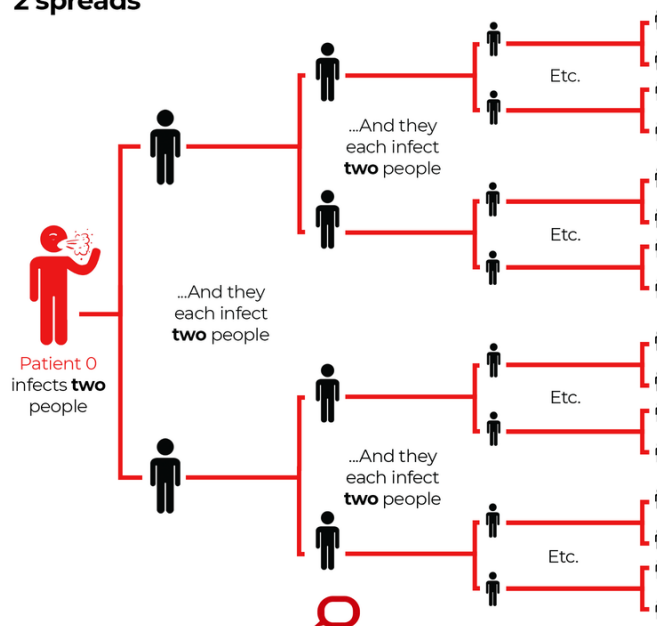 2 spreads
Etc.
...And they
each infect
two people
Etc.
...And they
each infect
two people
Patient 0
infects two
people
Etc.
...And they
each infect
two people
Etc.